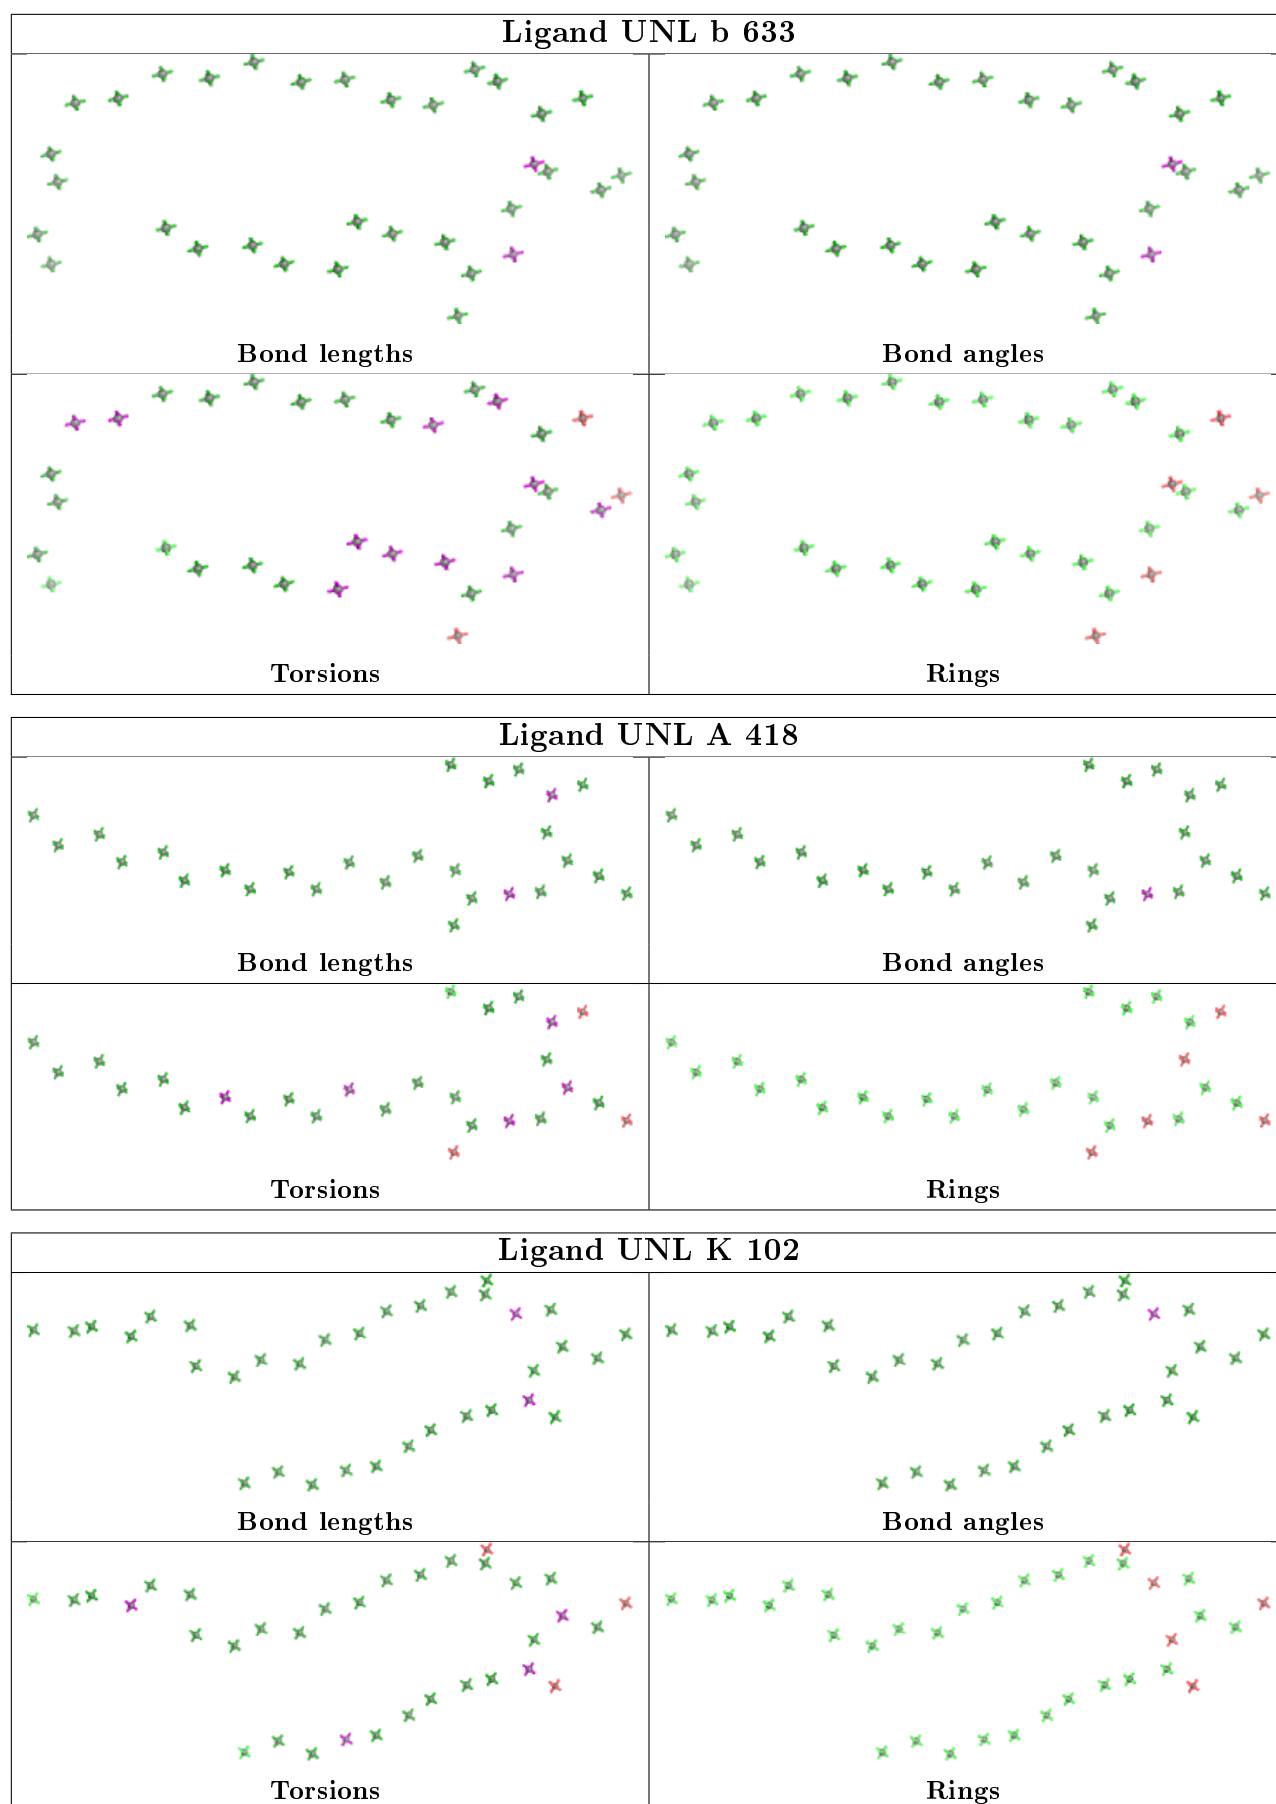 Ligand UNL b 633
Bond lengths
Bond angles
Torsions
Rings
Ligand UNL A 418
Bond lengths
Bond angles
Torsions
Rings
Ligand UNL K 102
Bond lengths
Bond angles
Torsions
Rings